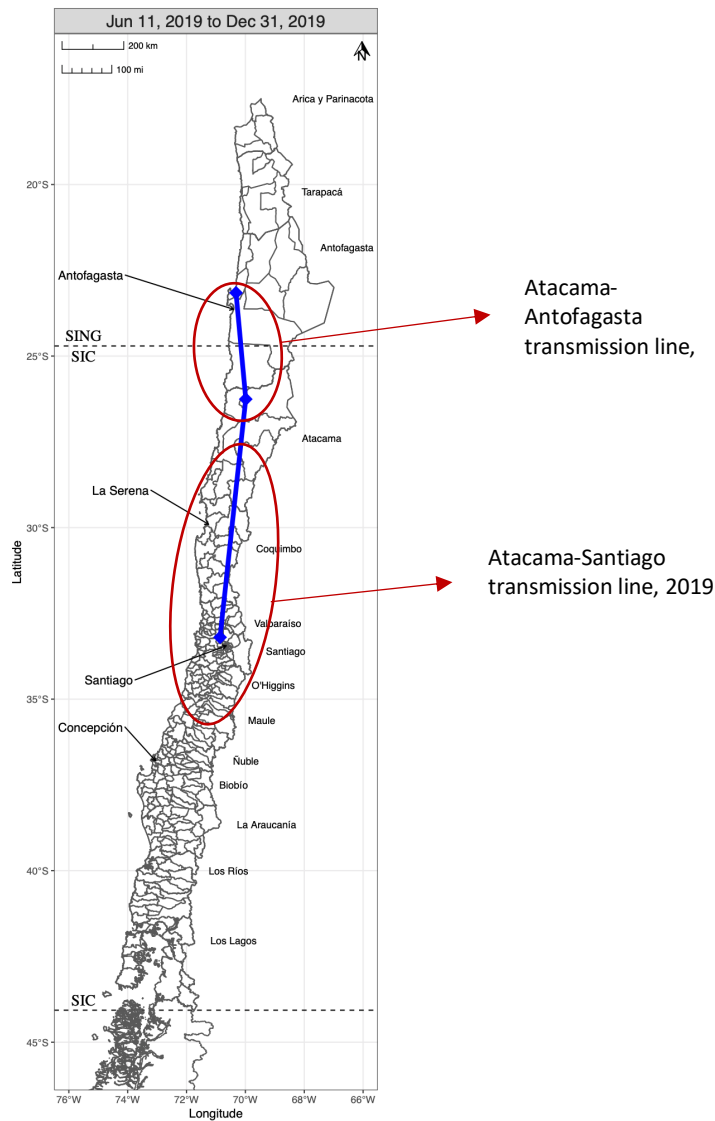 Jun 11, 2019 to Dec 31, 2019
200 km
100 mi
N
Arica y Parinacota
20°S
Tarapacá
Antofagasta
Antofagasta
Atacama-
Antofagasta
transmission line,
SING
25°S
SIC
Atacama
La Serena
30°S
Coquimbo
Latitude
Atacama-Santiago
transmission line, 2019
Valparaíso
Santiago
Santiago
O'Higgins
35°S
Maule
Concepción
Ñuble
Biobío
La Araucanía
40°S
Los Ríos
Los Lagos
SIC
45°S
76°W 74°W 72°W 70°W 68°W 66°W
Longitude